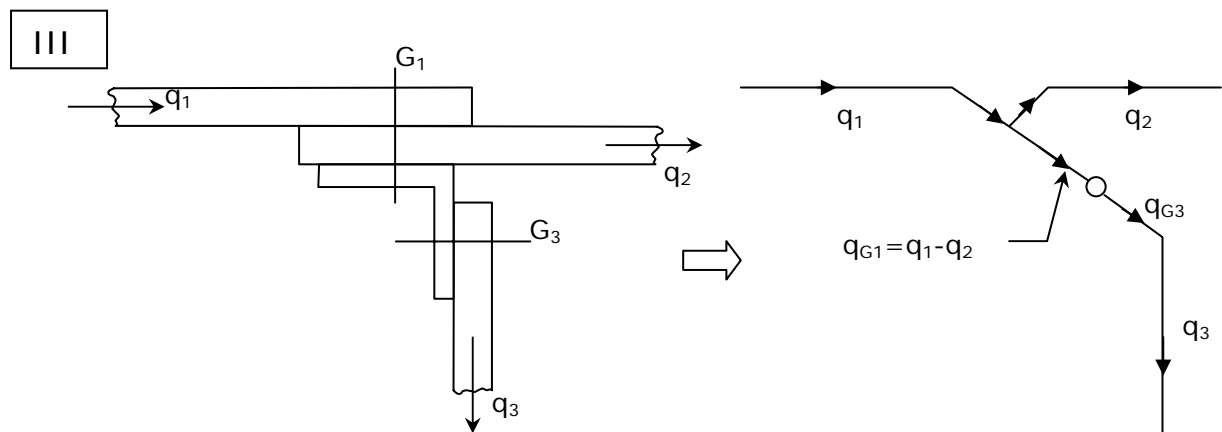 III
G₁
q₁
q₂
G₃
q₃
q₁
q₂
q_G3
q_G1=q₁-q₂
q₃